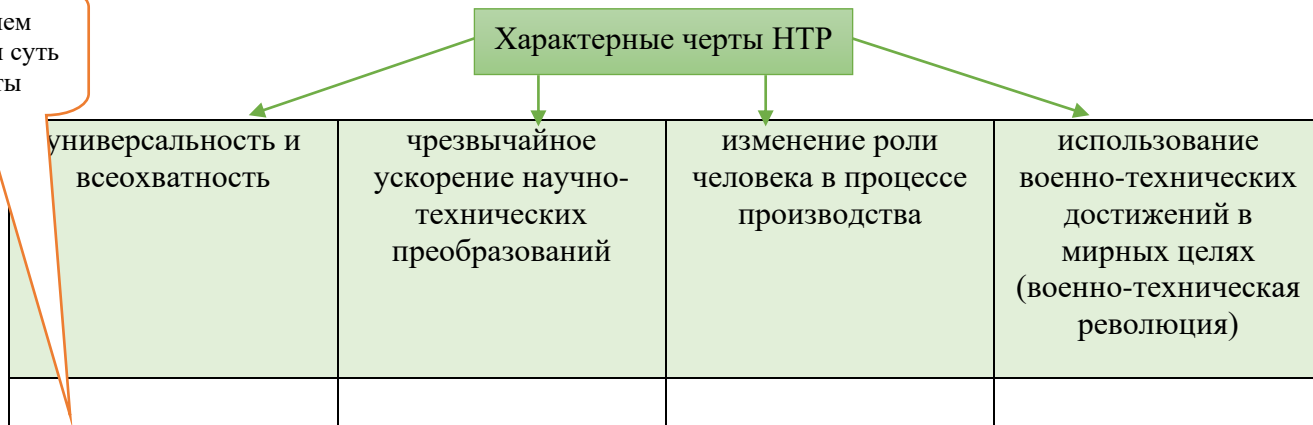 суть
Характерные черты НТР
универсальность и
всеохватность
чрезвычайное
ускорение научно-
технических
преобразований
изменение роли
человека в процессе
производства
использование
военно-технических
достижений в
мирных целях
(военно-техническая
революция)